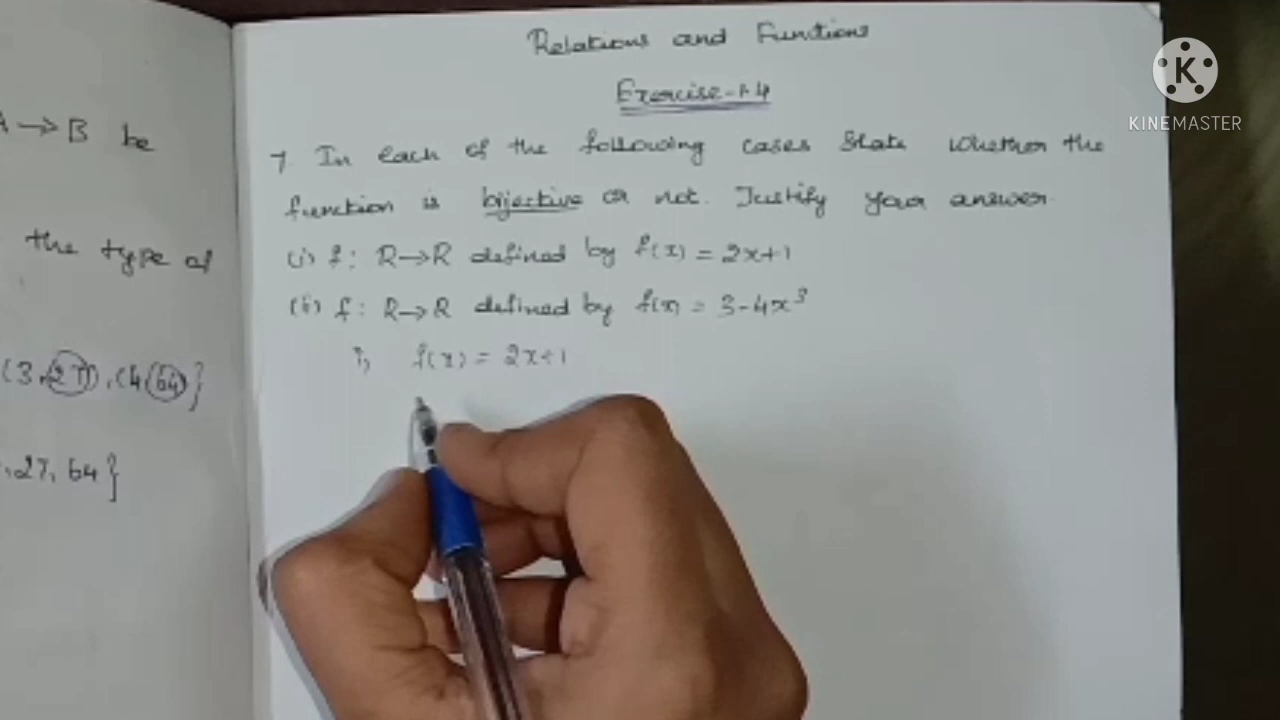 A → B be
the type of
(3,27), (4,64)}
,27, 64}
Relations and Functions
Exercise-1.4
7 In each of the following cases state whether the
function is bijective or not. Justify your answer.
(i) f: R→R defined by f(x) = 2x+1
(ii) f: R→R defined by f(x) = 3-4x³
i, f(x) = 2x+1
K
KINEMASTER